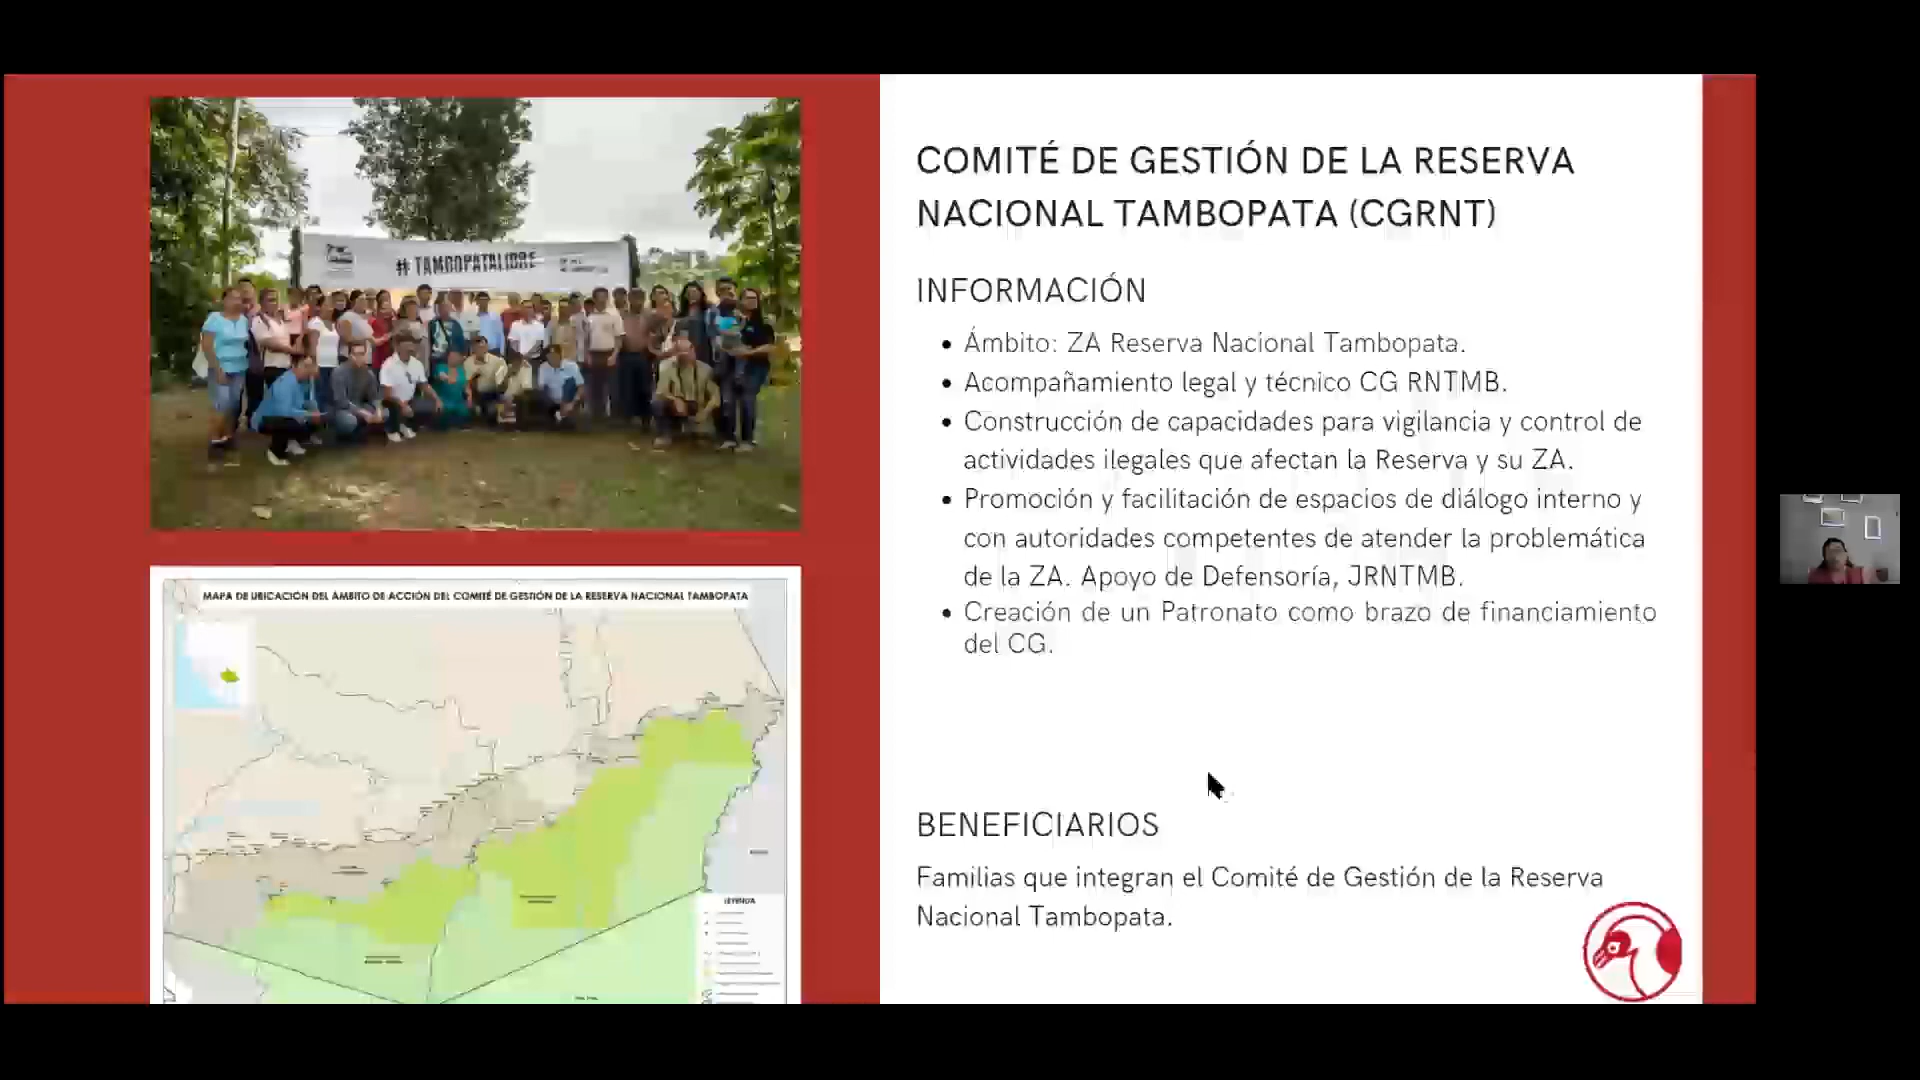 # TAMBOPATALIBRE
MAPA DE UBICACIÓN DEL ÁMBITO DE ACCIÓN DEL COMITÉ DE GESTIÓN DE LA RESERVA NACIONAL TAMBOPATA
LEYENDA
COMITÉ DE GESTIÓN DE LA RESERVA
NACIONAL TAMBOPATA (CGRNT)
INFORMACIÓN
• Ámbito: ZA Reserva Nacional Tambopata.
• Acompañamiento legal y técnico CG RNTMB.
• Construcción de capacidades para vigilancia y control de
actividades ilegales que afectan la Reserva y su ZA.
• Promoción y facilitación de espacios de diálogo interno y
con autoridades competentes de atender la problemática
de la ZA. Apoyo de Defensoría, JRNTMB.
• Creación de un Patronato como brazo de financiamiento
del CG.
BENEFICIARIOS
Familias que integran el Comité de Gestión de la Reserva
Nacional Tambopata.